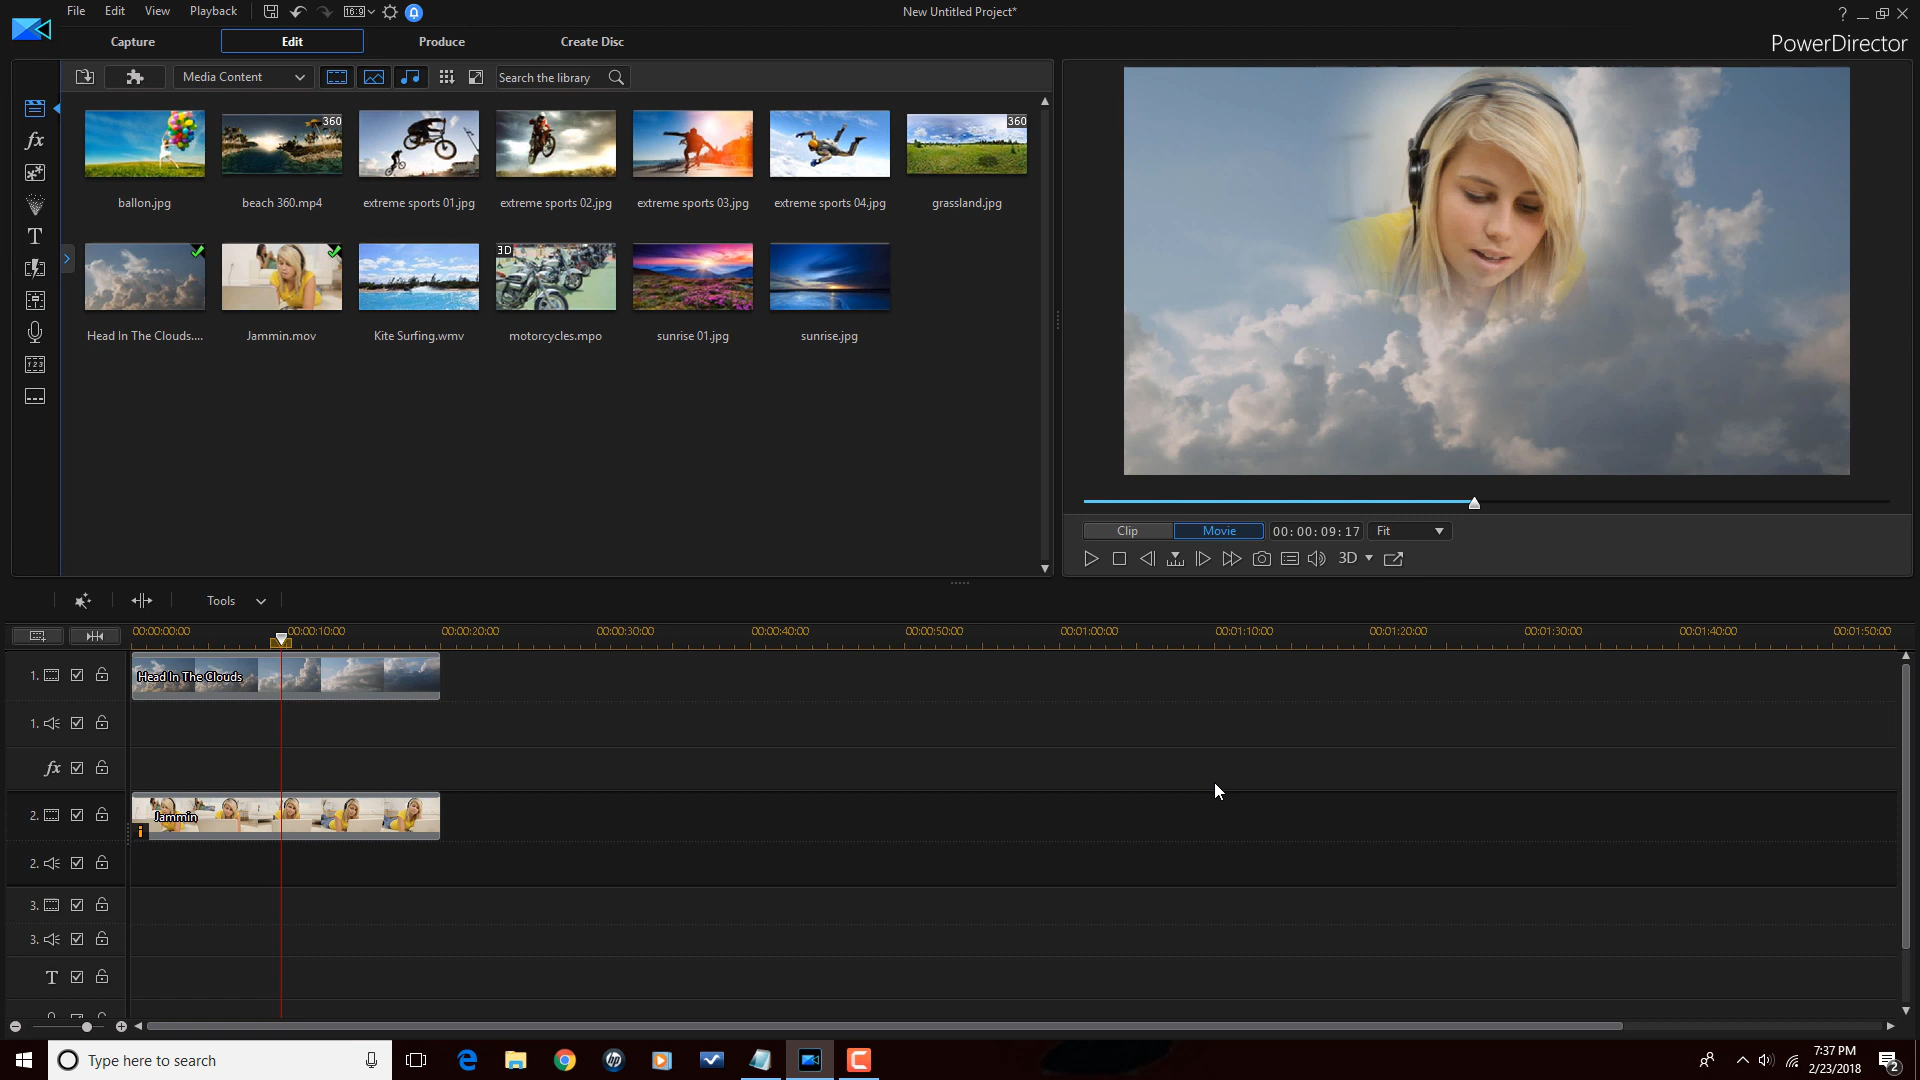 File Edit View Playback 16:9 New Untitled Project* ?
Capture Edit Produce Create Disc PowerDirector
Media Content Search the library
360 360
ballon.jpg beach 360.mp4 extreme sports 01.jpg extreme sports 02.jpg extreme sports 03.jpg extreme sports 04.jpg grassland.jpg
fx
T
3D
Head In The Clouds.... Jammin.mov Kite Surfing.wmv motorcycles.mpo sunrise 01.jpg sunrise.jpg
Clip Movie 00:00:09:17 Fit
3D
Tools
00:00:00:00 00:00:10:00 00:00:20:00 00:00:30:00 00:00:40:00 00:00:50:00 00:01:00:00 00:01:10:00 00:01:20:00 00:01:30:00 00:01:40:00 00:01:50:00
1. Head In The Clouds
1.
fx
2. Jammin
i
2.
3.
3.
T
Type here to search
7:37 PM
2/23/2018
2